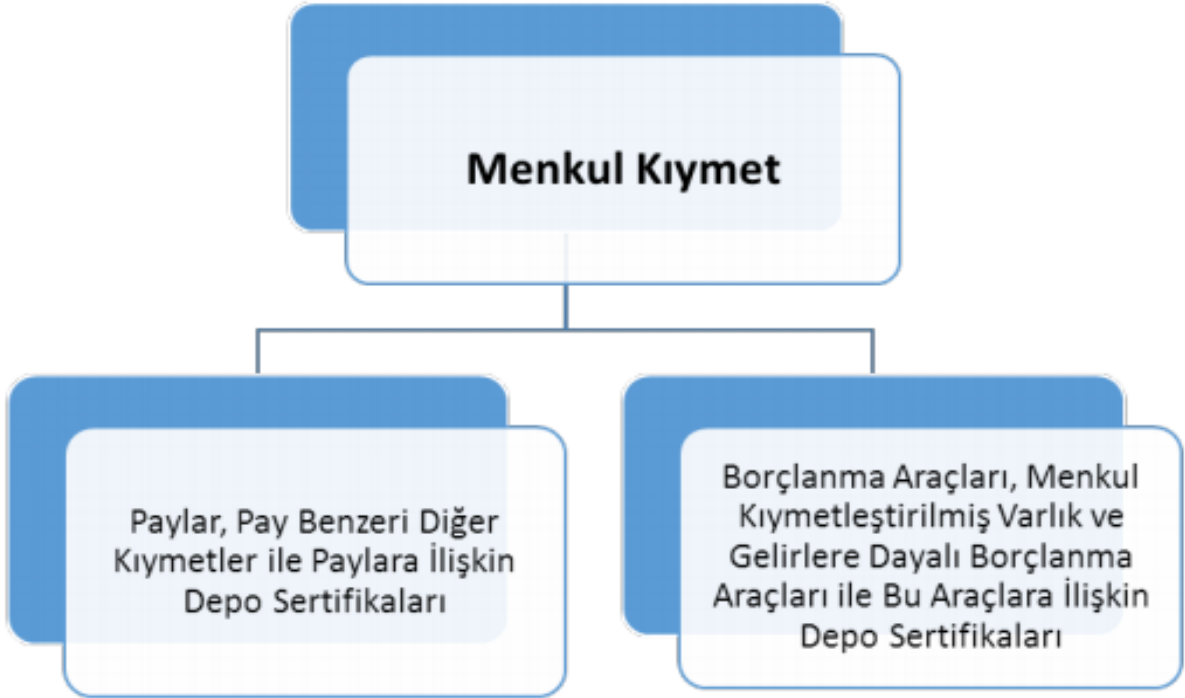 Menkul Kıymet
Paylar, Pay Benzeri Diğer
Kıymetler ile Paylara İlişkin
Depo Sertifikaları
Borçlanma Araçları, Menkul
Kıymetleştirilmiş Varlık ve
Gelirlere Dayalı Borçlanma
Araçları ile Bu Araçlara İlişkin
Depo Sertifikaları